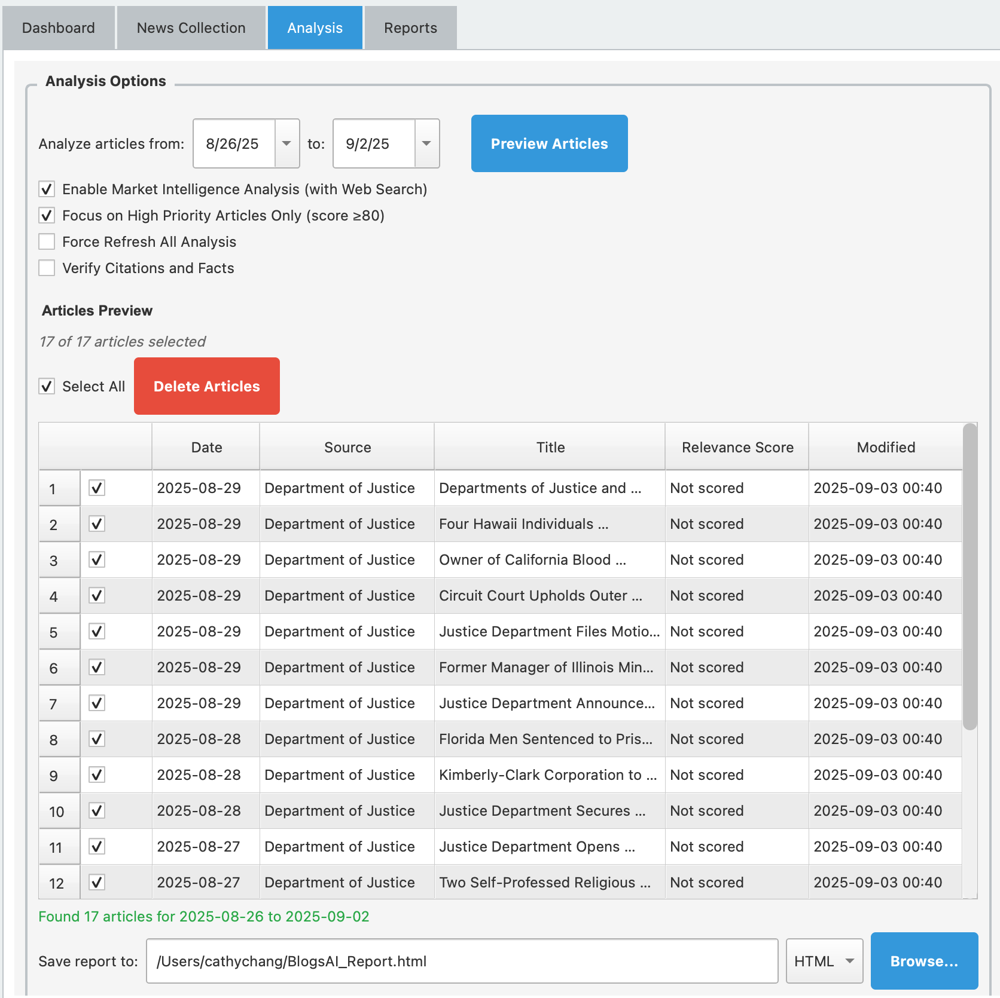 Dashboard News Collection Analysis Reports
Analysis Options
Analyze articles from: 8/26/25 to: 9/2/25 Preview Articles
Enable Market Intelligence Analysis (with Web Search)
Focus on High Priority Articles Only (score ≥80)
Force Refresh All Analysis
Verify Citations and Facts
Articles Preview
17 of 17 articles selected
Select All Delete Articles
Date Source Title Relevance Score Modified
1 2025-08-29 Department of Justice Departments of Justice and ... Not scored 2025-09-03 00:40
2 2025-08-29 Department of Justice Four Hawaii Individuals ... Not scored 2025-09-03 00:40
3 2025-08-29 Department of Justice Owner of California Blood ... Not scored 2025-09-03 00:40
4 2025-08-29 Department of Justice Circuit Court Upholds Outer ... Not scored 2025-09-03 00:40
5 2025-08-29 Department of Justice Justice Department Files Motio... Not scored 2025-09-03 00:40
6 2025-08-29 Department of Justice Former Manager of Illinois Min... Not scored 2025-09-03 00:40
7 2025-08-29 Department of Justice Justice Department Announce... Not scored 2025-09-03 00:40
8 2025-08-28 Department of Justice Florida Men Sentenced to Pris... Not scored 2025-09-03 00:40
9 2025-08-28 Department of Justice Kimberly-Clark Corporation to ... Not scored 2025-09-03 00:40
10 2025-08-28 Department of Justice Justice Department Secures ... Not scored 2025-09-03 00:40
11 2025-08-27 Department of Justice Justice Department Opens ... Not scored 2025-09-03 00:40
12 2025-08-27 Department of Justice Two Self-Professed Religious ... Not scored 2025-09-03 00:40
Found 17 articles for 2025-08-26 to 2025-09-02
Save report to: /Users/cathychang/BlogsAI_Report.html HTML Browse...